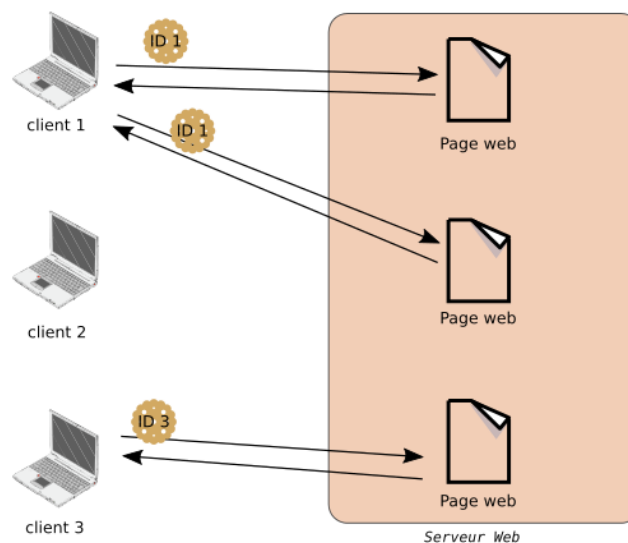 ID 1
client 1
Page web
ID 1
client 2
Page web
ID 3
client 3
Page web
Serveur Web